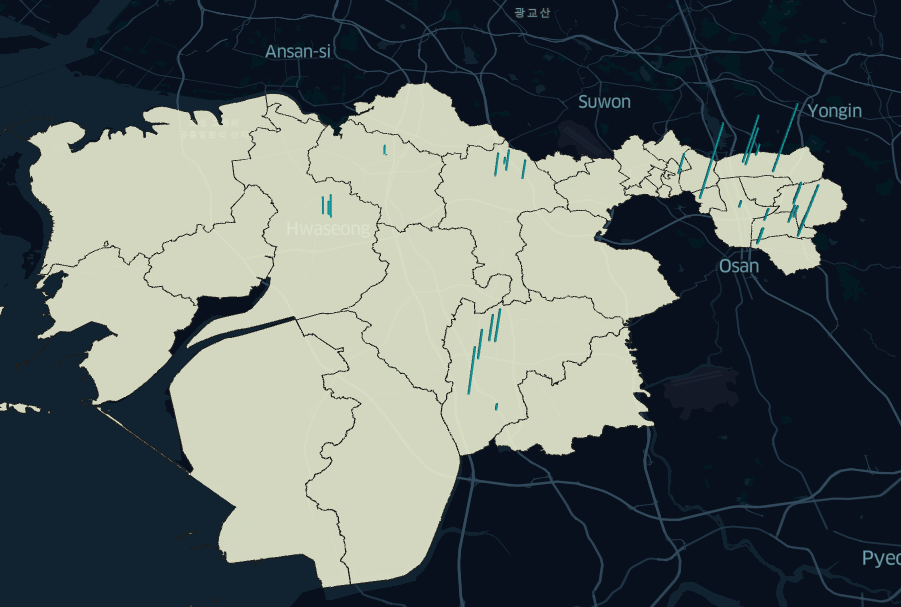 광교산
Ansan-si
Suwon
Yongin
Hwaseong
Osan
Pyeo